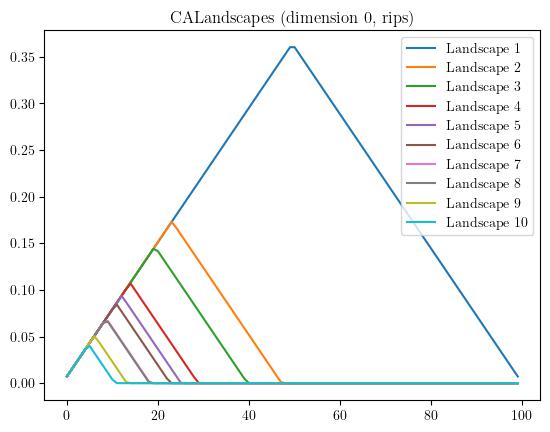 CALandscapes (dimension 0, rips)
0.35
0.30
0.25
0.20
0.15
0.10
0.05
0.00
0 20 40 60 80 100
Landscape 1
Landscape 2
Landscape 3
Landscape 4
Landscape 5
Landscape 6
Landscape 7
Landscape 8
Landscape 9
Landscape 10